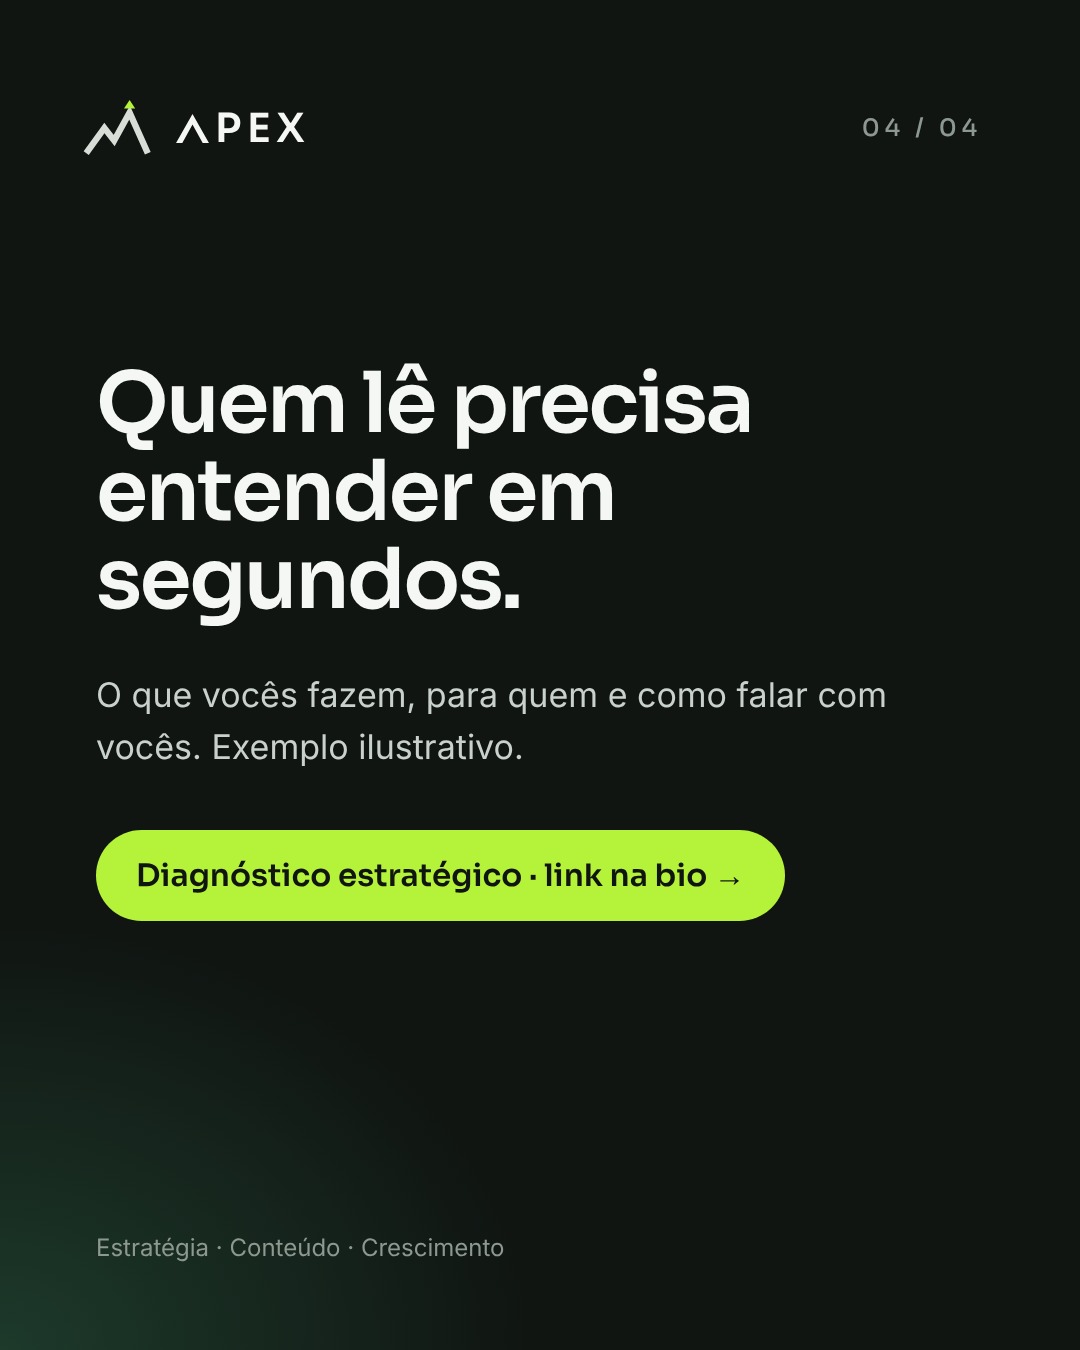 APEX
04 / 04
Quem lê precisa
entender em
segundos.
O que vocês fazem, para quem e como falar com
vocês. Exemplo ilustrativo.
Diagnóstico estratégico · link na bio →
Estratégia · Conteúdo · Crescimento